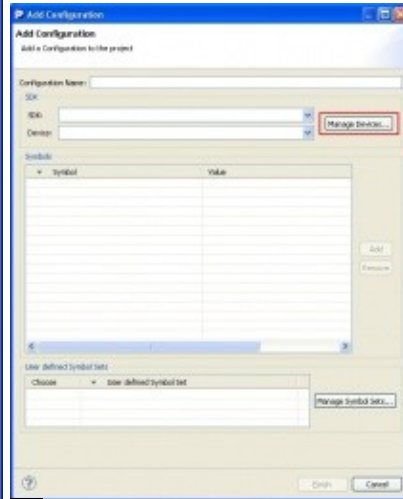 Add Configuration
Add Configuration
Add a Configuration to the project
Configuration Name:
SDK
SDK:
Manage Devices...
Device:
Symbols
Symbol Value
Add
Remove
User defined Symbol Sets
Choose User defined Symbol Set
Manage Symbol Sets...
Finish Cancel